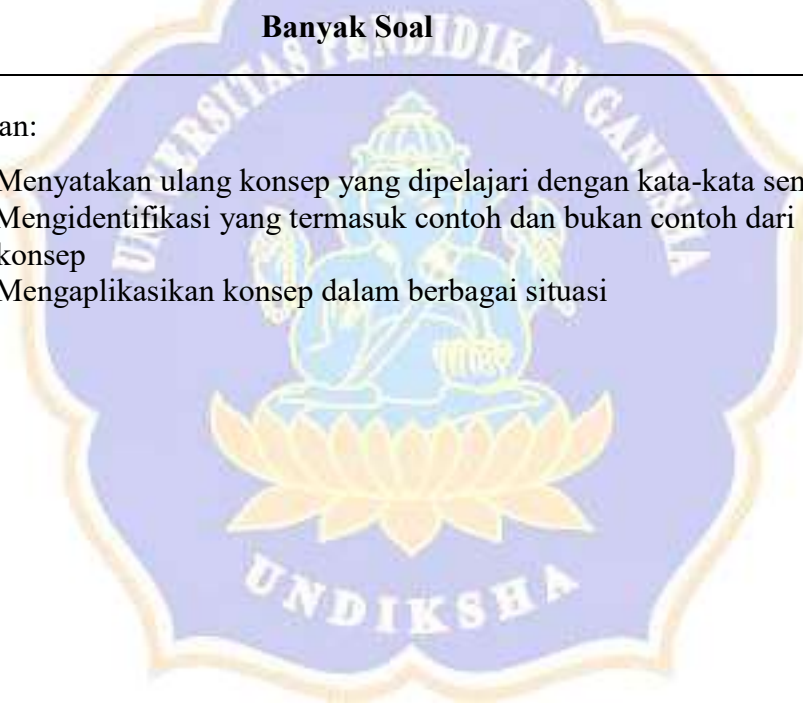 Banyak Soal
an:
Menyatakan ulang konsep yang dipelajari dengan kata-kata sen
Mengidentifikasi yang termasuk contoh dan bukan contoh dari
konsep
Mengaplikasikan konsep dalam berbagai situasi
UNIVERSITAS PENDIDIKAN GANESHA
UNDIKSHA